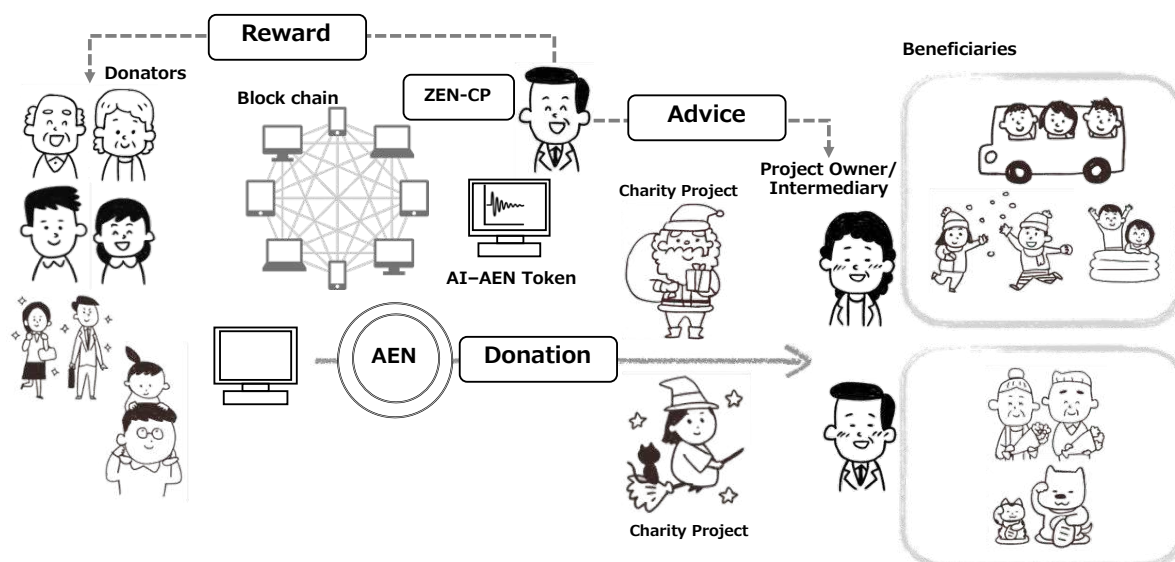 Reward
Donators
Beneficiaries
Block chain
ZEN-CP
Advice
Project Owner/
Intermediary
Charity Project
AI–AEN Token
AEN
Donation
Charity Project